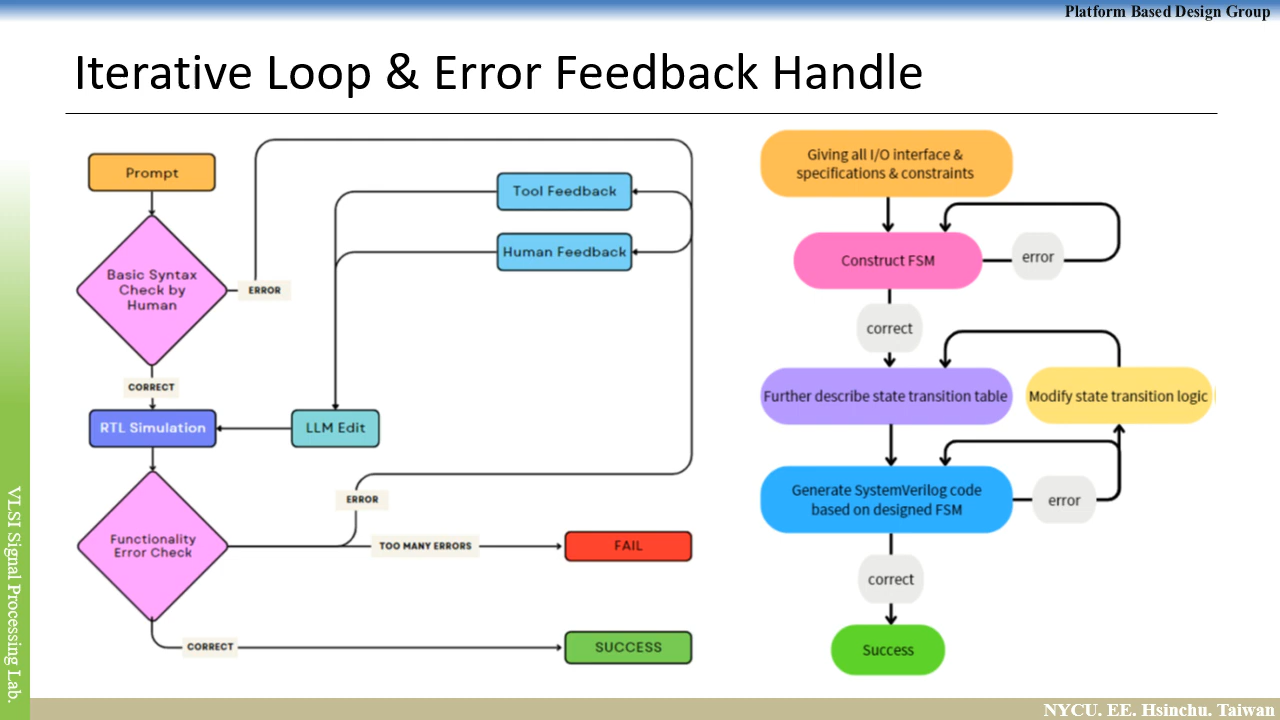 Platform Based Design Group
Iterative Loop & Error Feedback Handle
Prompt
Basic Syntax
Check by
Human
ERROR
CORRECT
RTL Simulation
LLM Edit
Tool Feedback
Human Feedback
Functionality
Error Check
ERROR
TOO MANY ERRORS
FAIL
CORRECT
SUCCESS
Giving all I/O interface &
specifications & constraints
Construct FSM
error
correct
Further describe state transition table
Modify state transition logic
Generate SystemVerilog code
based on designed FSM
error
correct
Success
VLSI Signal Processing Lab.
NYCU. EE. Hsinchu. Taiwan